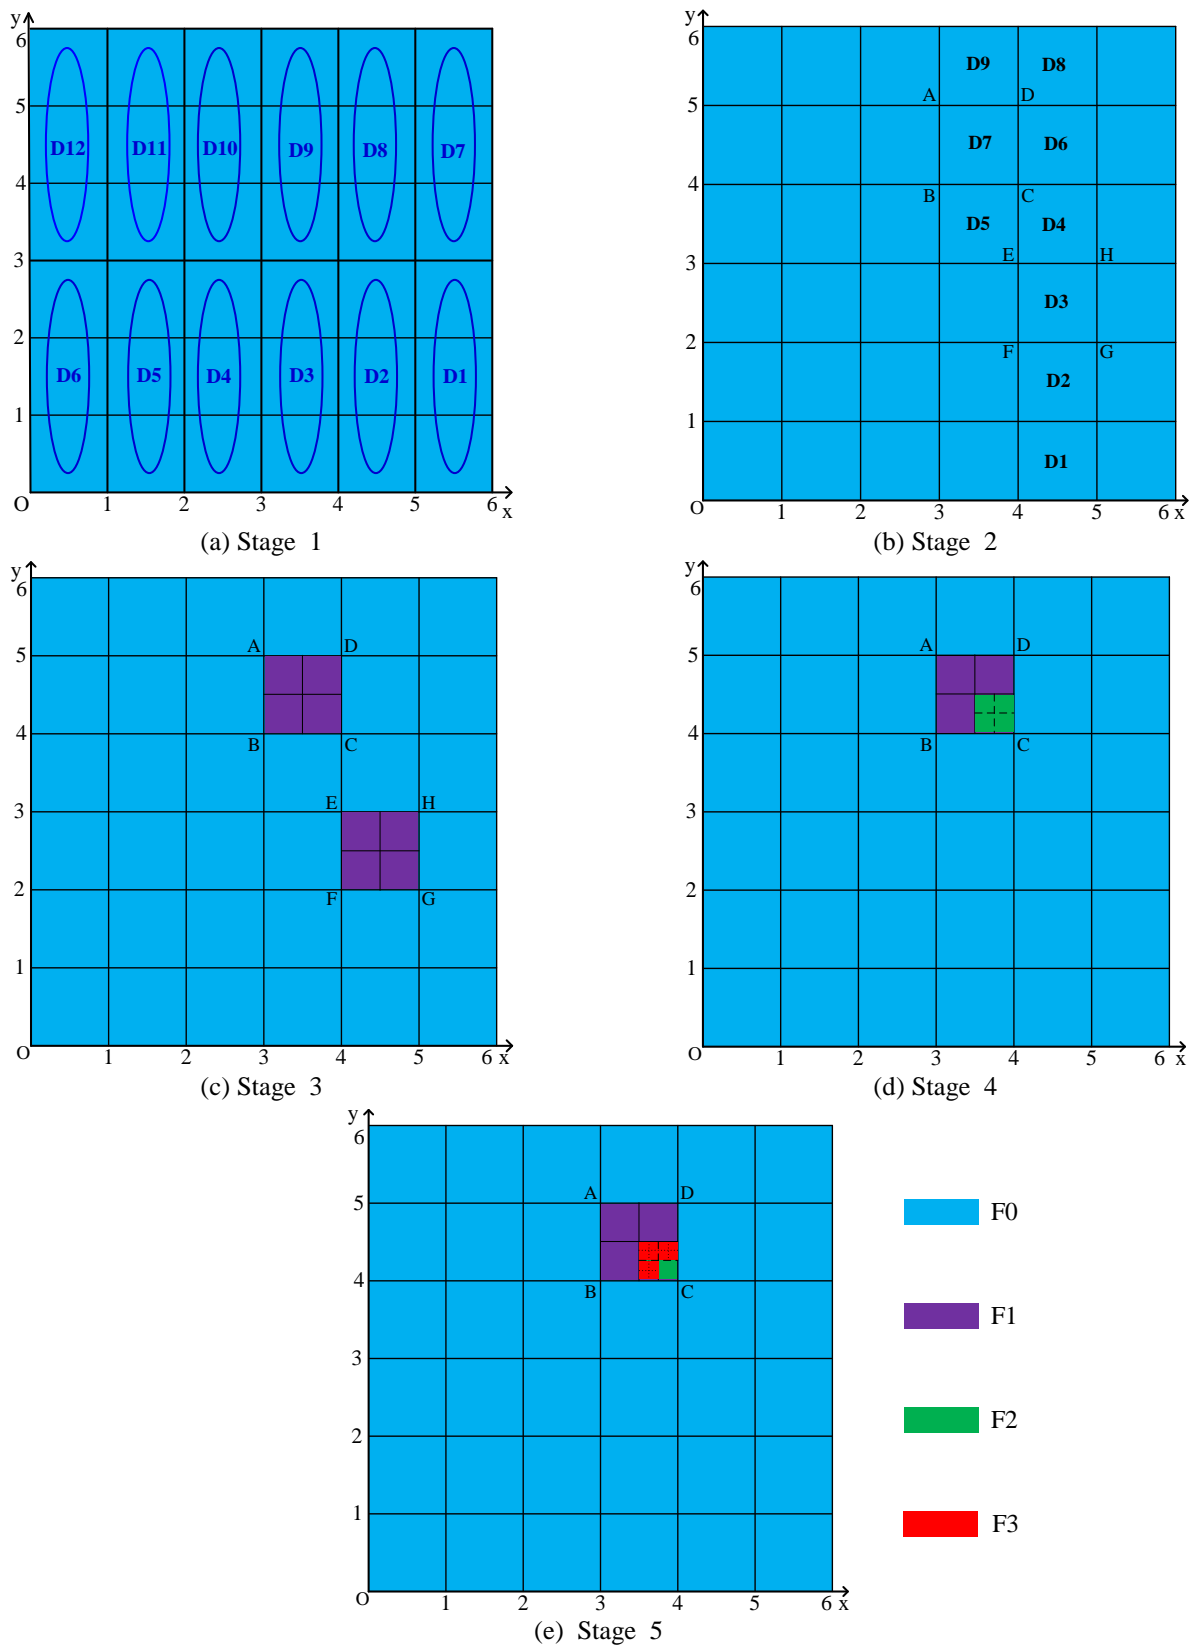 y
6
D12 D11 D10 D9 D8 D7
5
4
3
D6 D5 D4 D3 D2 D1
2
1
O 1 2 3 4 5 6 x
(a) Stage 1
y
6
D9 D8
A D
5
D7 D6
4
B C
D5 D4
E H
3
D3
2
F G
D2
1
D1
O 1 2 3 4 5 6 x
(b) Stage 2
y
6
A D
5
4
B C
E H
3
2
F G
1
O 1 2 3 4 5 6 x
(c) Stage 3
y
6
A D
5
4
B C
3
2
1
O 1 2 3 4 5 6 x
(d) Stage 4
y
6
A D
5
4
B C
3
2
1
O 1 2 3 4 5 6 x
(e) Stage 5
F0
F1
F2
F3